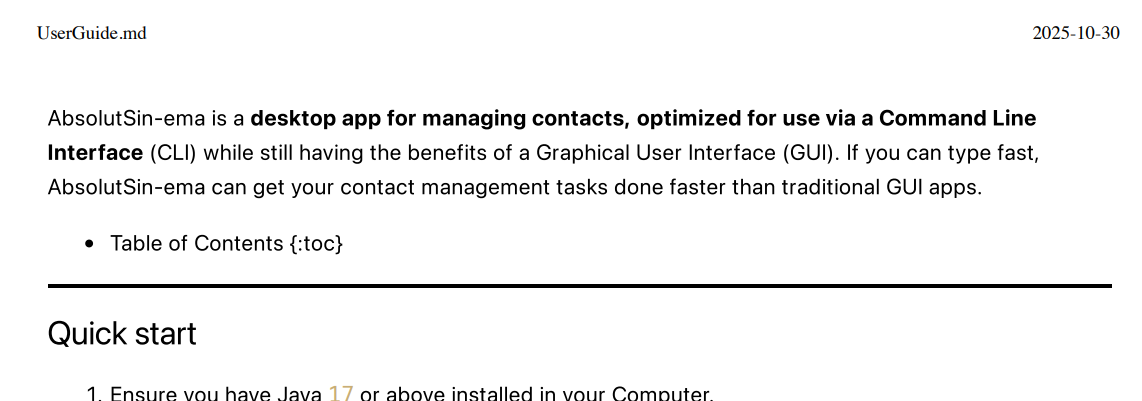 UserGuide.md 2025-10-30
AbsolutSin-ema is a desktop app for managing contacts, optimized for use via a Command Line
Interface (CLI) while still having the benefits of a Graphical User Interface (GUI). If you can type fast,
AbsolutSin-ema can get your contact management tasks done faster than traditional GUI apps.
• Table of Contents {:toc}
Quick start
1. Ensure you have Java 17 or above installed in your Computer.